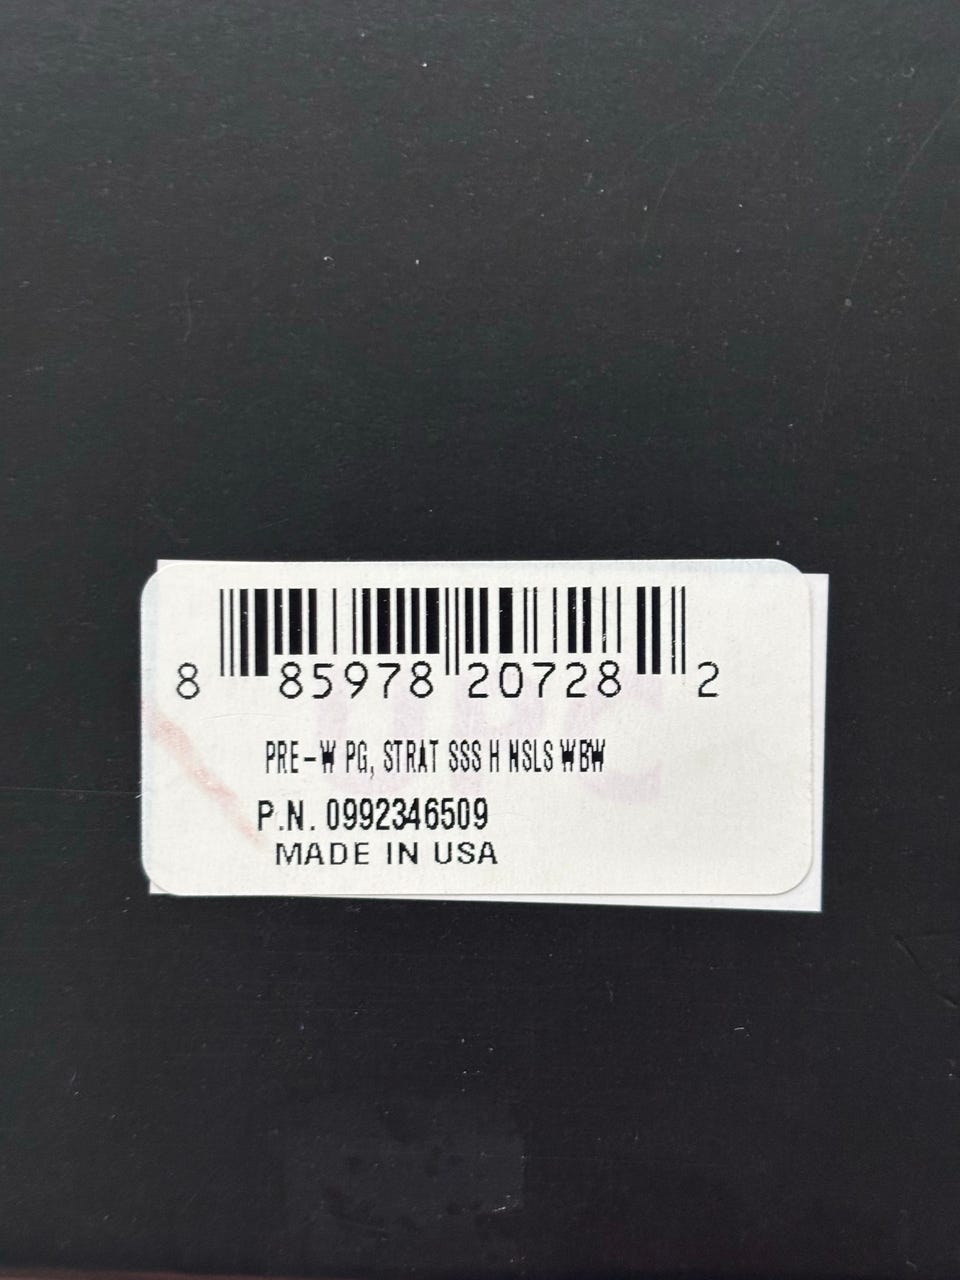 8 85978 20728 2
PRE-W PG, STRAT SSS H NSLS WBW
P.N. 0992346509
MADE IN USA